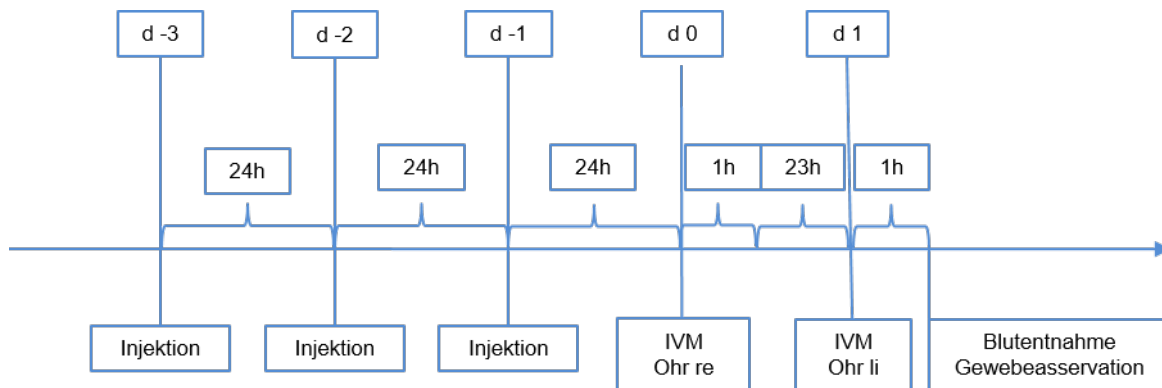 d -3
d -2
d -1
d 0
d 1
24h
24h
24h
1h
23h
1h
Injektion
Injektion
Injektion
IVM
Ohr re
IVM
Ohr li
Blutentnahme
Gewebeasservation